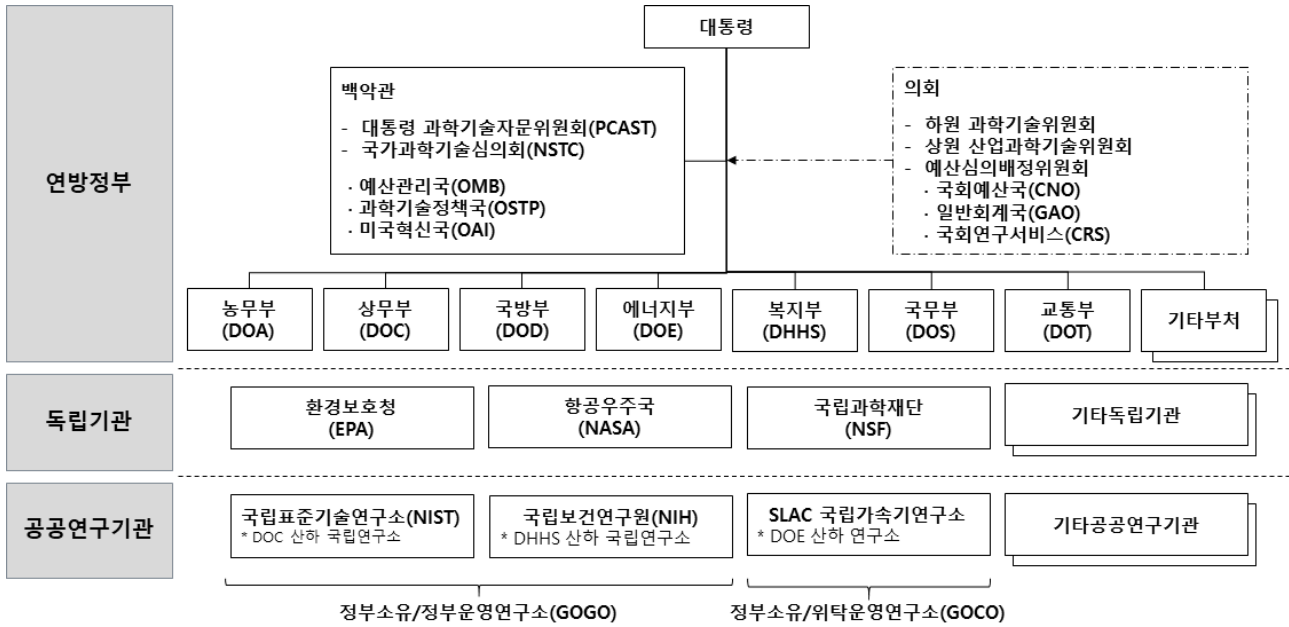 대통령
백악관
- 대통령 과학기술자문위원회(PCAST)
- 국가과학기술심의회(NSTC)
· 예산관리국(OMB)
· 과학기술정책국(OSTP)
· 미국혁신국(OAI)
의회
- 하원 과학기술위원회
- 상원 산업과학기술위원회
- 예산심의배정위원회
· 국회예산국(CNO)
· 일반회계국(GAO)
· 국회연구서비스(CRS)
연방정부
농무부
(DOA)
상무부
(DOC)
국방부
(DOD)
에너지부
(DOE)
복지부
(DHHS)
국무부
(DOS)
교통부
(DOT)
기타부처
독립기관
환경보호청
(EPA)
항공우주국
(NASA)
국립과학재단
(NSF)
기타독립기관
공공연구기관
국립표준기술연구소(NIST)
* DOC 산하 국립연구소
국립보건연구원(NIH)
* DHHS 산하 국립연구소
SLAC 국립가속기연구소
* DOE 산하 연구소
기타공공연구기관
정부소유/정부운영연구소(GOGO)
정부소유/위탁운영연구소(GOCO)